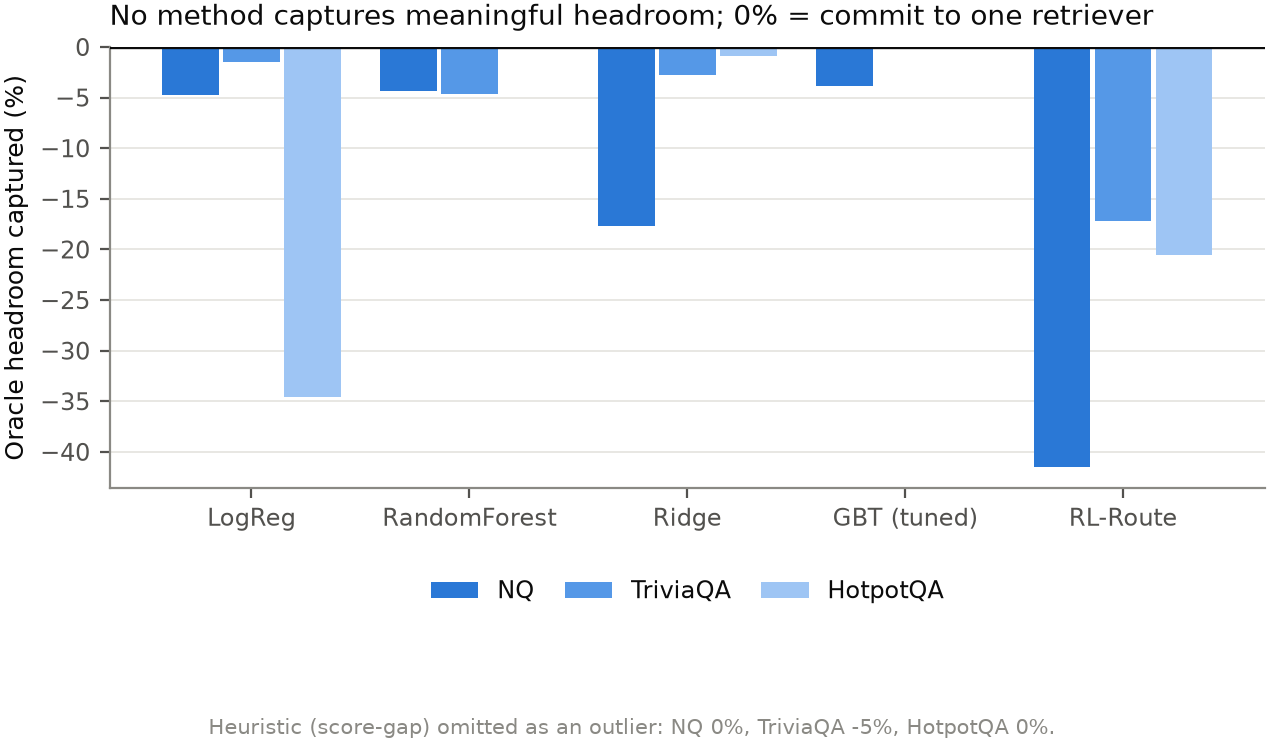 No method captures meaningful headroom; 0% = commit to one retriever
Oracle headroom captured (%)
0
−5
−10
−15
−20
−25
−30
−35
−40
LogReg
RandomForest
Ridge
GBT (tuned)
RL-Route
NQ
TriviaQA
HotpotQA
Heuristic (score-gap) omitted as an outlier: NQ 0%, TriviaQA -5%, HotpotQA 0%.